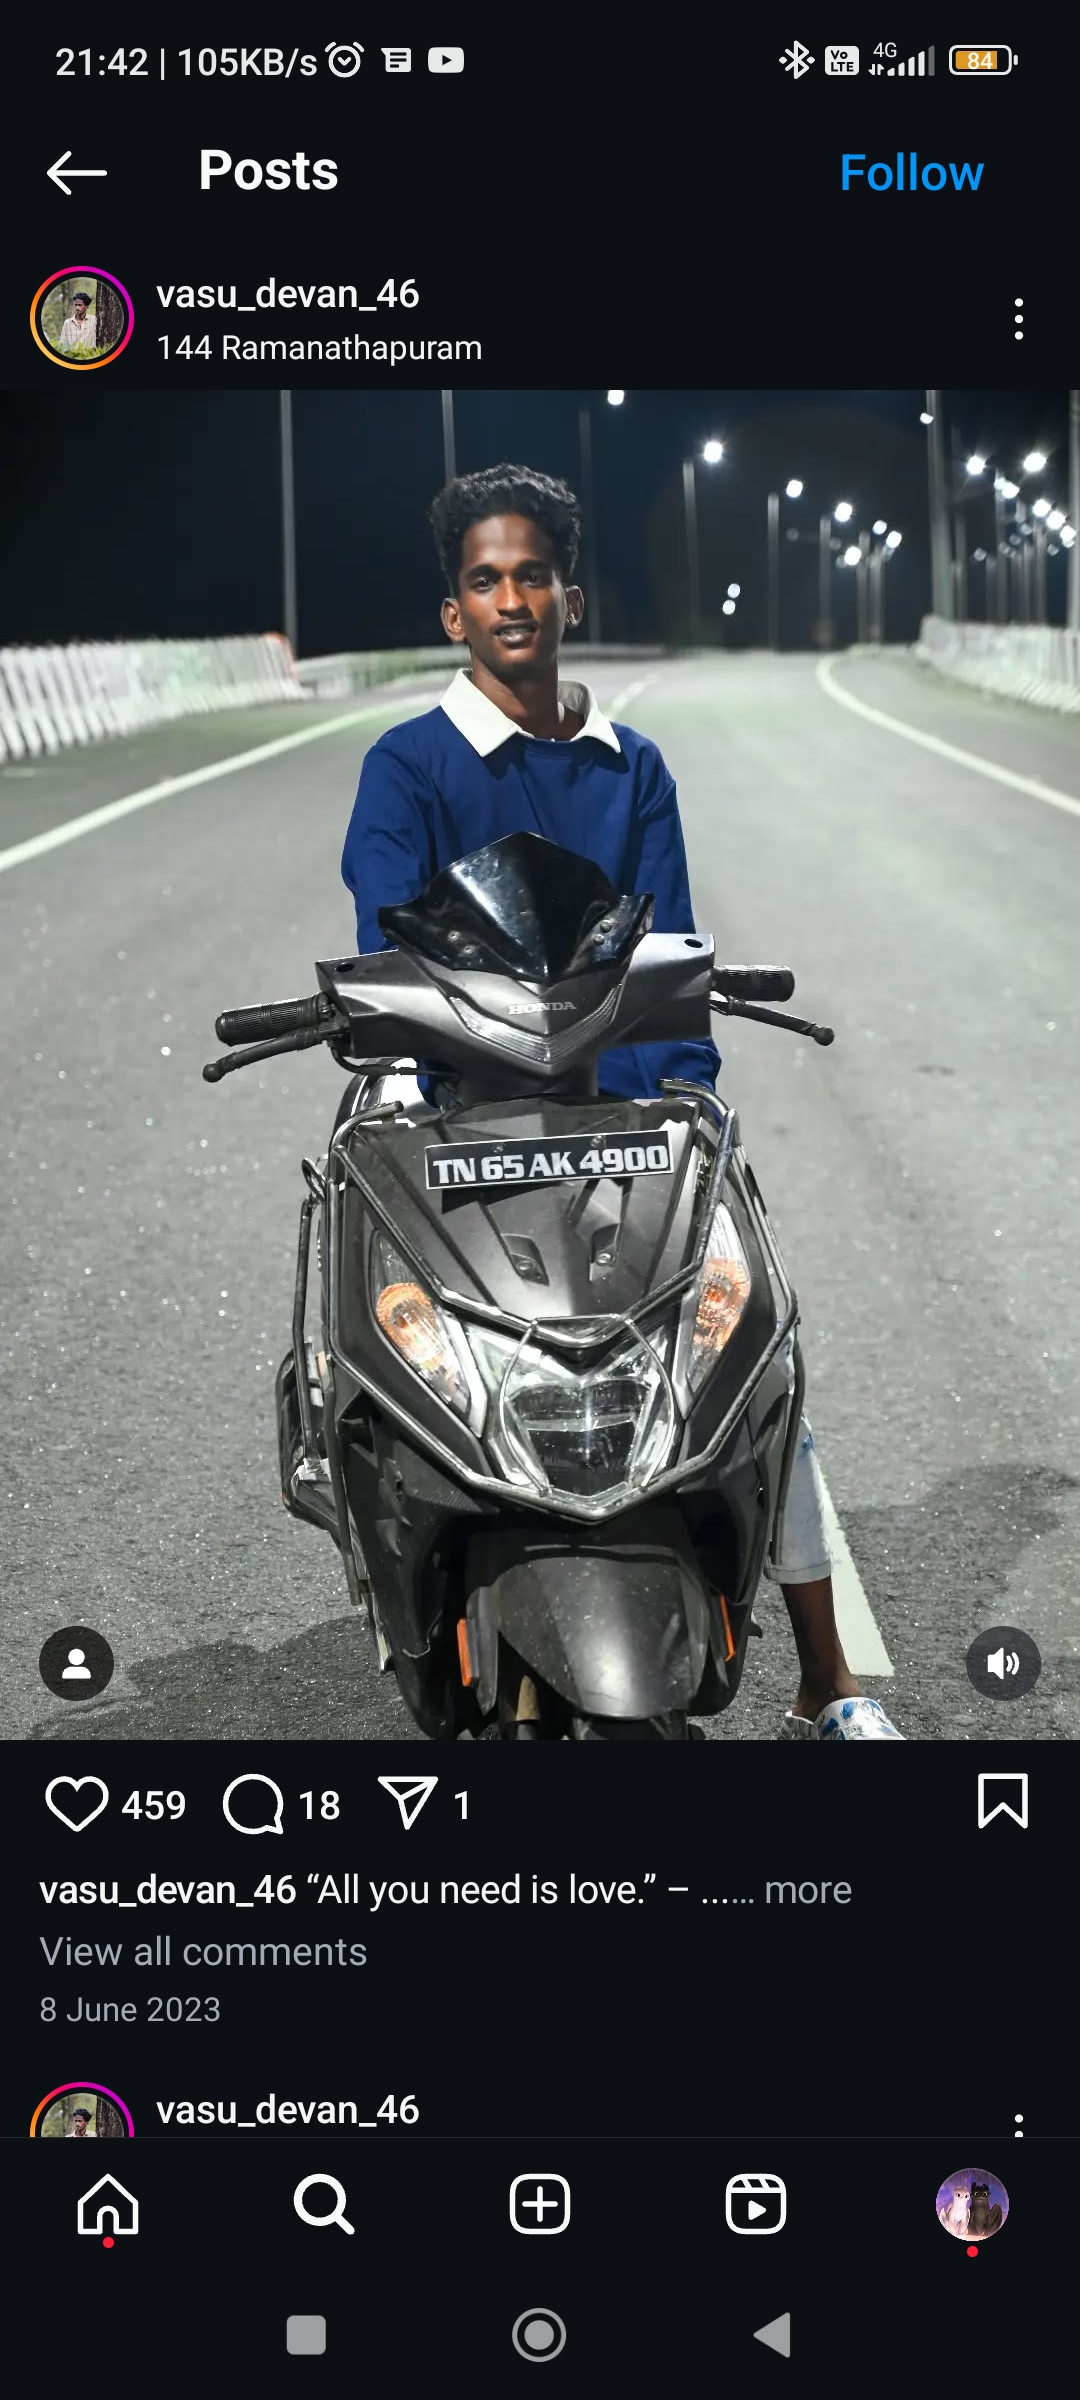 21:42 | 105KB/s
Vo LTE 4G 84
Posts
Follow
vasu_devan_46
144 Ramanathapuram
HONDA
TN 65 AK 4900
459 18 1
vasu_devan_46 “All you need is love.” – ...... more
View all comments
8 June 2023
vasu_devan_46